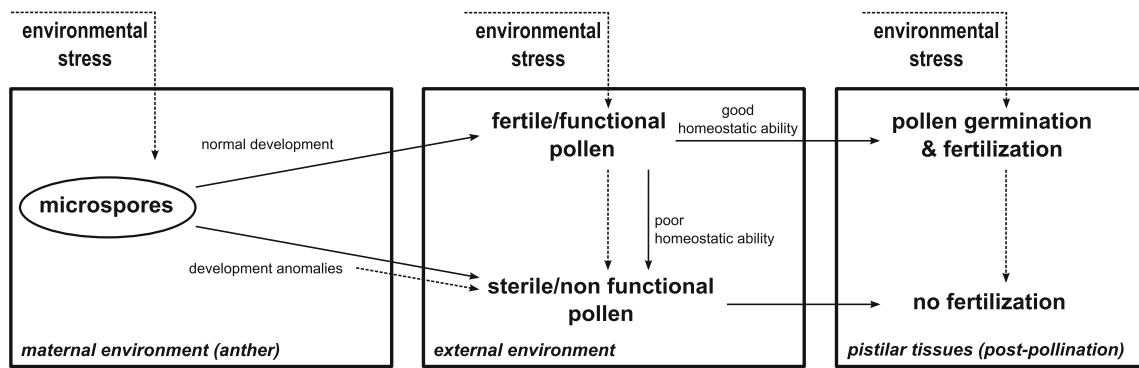 environmental
stress
environmental
stress
environmental
stress
normal development
microspores
development anomalies
maternal environment (anther)
fertile/functional
pollen
good
homeostatic ability
poor
homeostatic ability
sterile/non functional
pollen
external environment
pollen germination
& fertilization
no fertilization
pistilar tissues (post-pollination)